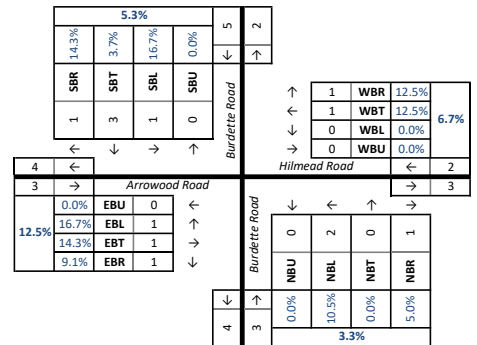 5.3%
14.3% 3.7% 16.7% 0.0%
SBR SBT SBL SBU
1 3 1 0
← ↓ → ↑
5 2
↓ ↑
Burdette Road
↑ 1 WBR 12.5%
← 1 WBT 12.5%
↓ 0 WBL 0.0%
→ 0 WBU 0.0%
6.7%
4 ←
Hilmead Road ← 2
3 → Arrowood Road
→ 3
12.5%
0.0% EBU 0 ←
16.7% EBL 1 ↑
14.3% EBT 1 →
9.1% EBR 1 ↓
Burdette Road
↓ ← ↑ →
0 2 0 1
NBU NBL NBT NBR
0.0% 10.5% 0.0% 5.0%
3.3%
↓ ↑
4 3